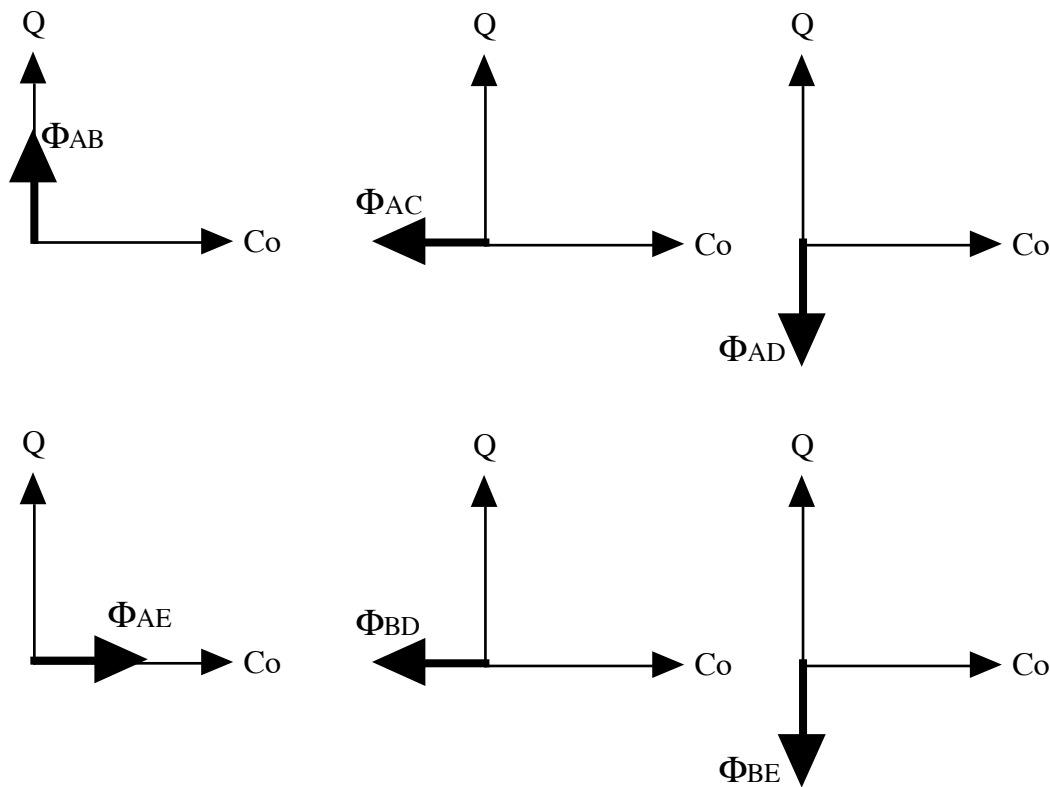 Q Q Q
ΦAB
ΦAC
Co Co Co
ΦAD
Q Q Q
ΦAE ΦBD
Co Co Co
ΦBE